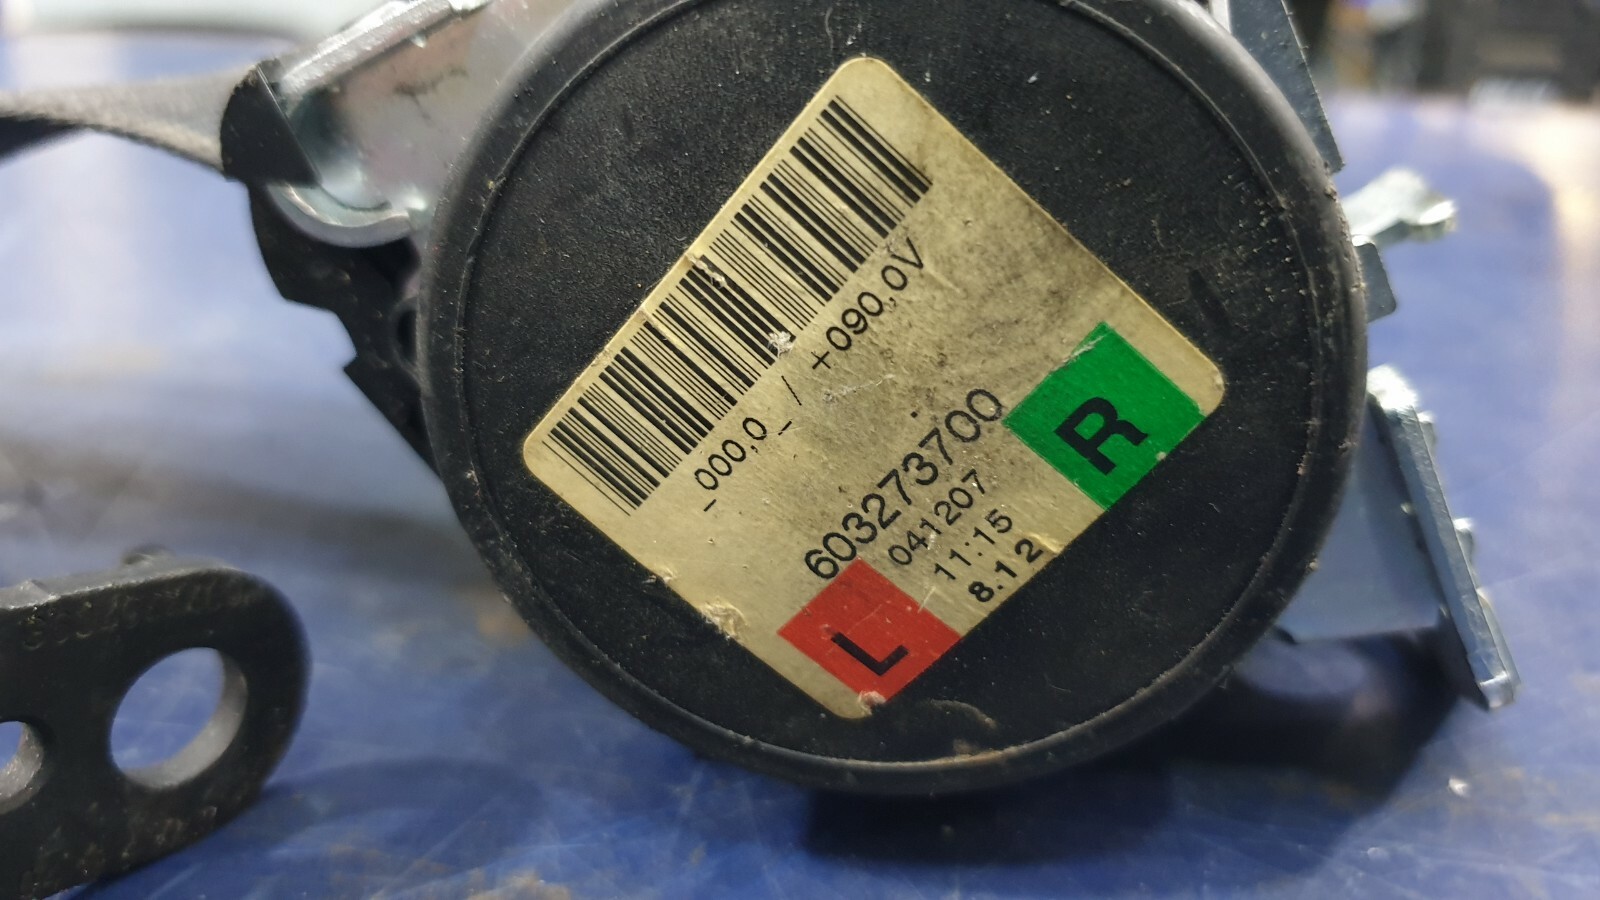 _000,0_ / +090,0V
603273700
041207
11:15
8.12
R
L